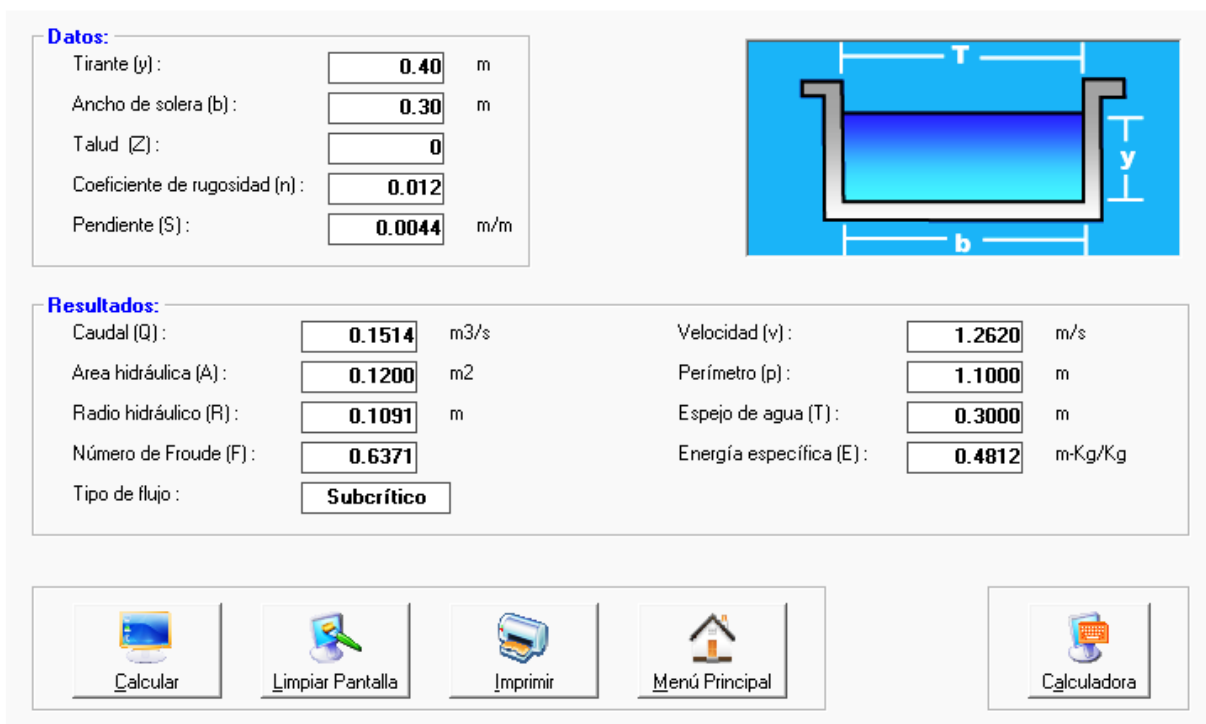 Datos:
Tirante (y) : 0.40 m
Ancho de solera (b) : 0.30 m
Talud (Z) : 0
Coeficiente de rugosidad (n) : 0.012
Pendiente (S) : 0.0044 m/m
T
y
b
Resultados:
Caudal (Q) : 0.1514 m3/s Velocidad (v) : 1.2620 m/s
Area hidráulica (A) : 0.1200 m2 Perímetro (p) : 1.1000 m
Radio hidráulico (R) : 0.1091 m Espejo de agua (T) : 0.3000 m
Número de Froude (F) : 0.6371 Energía específica (E) : 0.4812 m-Kg/Kg
Tipo de flujo : Subcrítico
Calcular Limpiar Pantalla Imprimir Menú Principal Calculadora